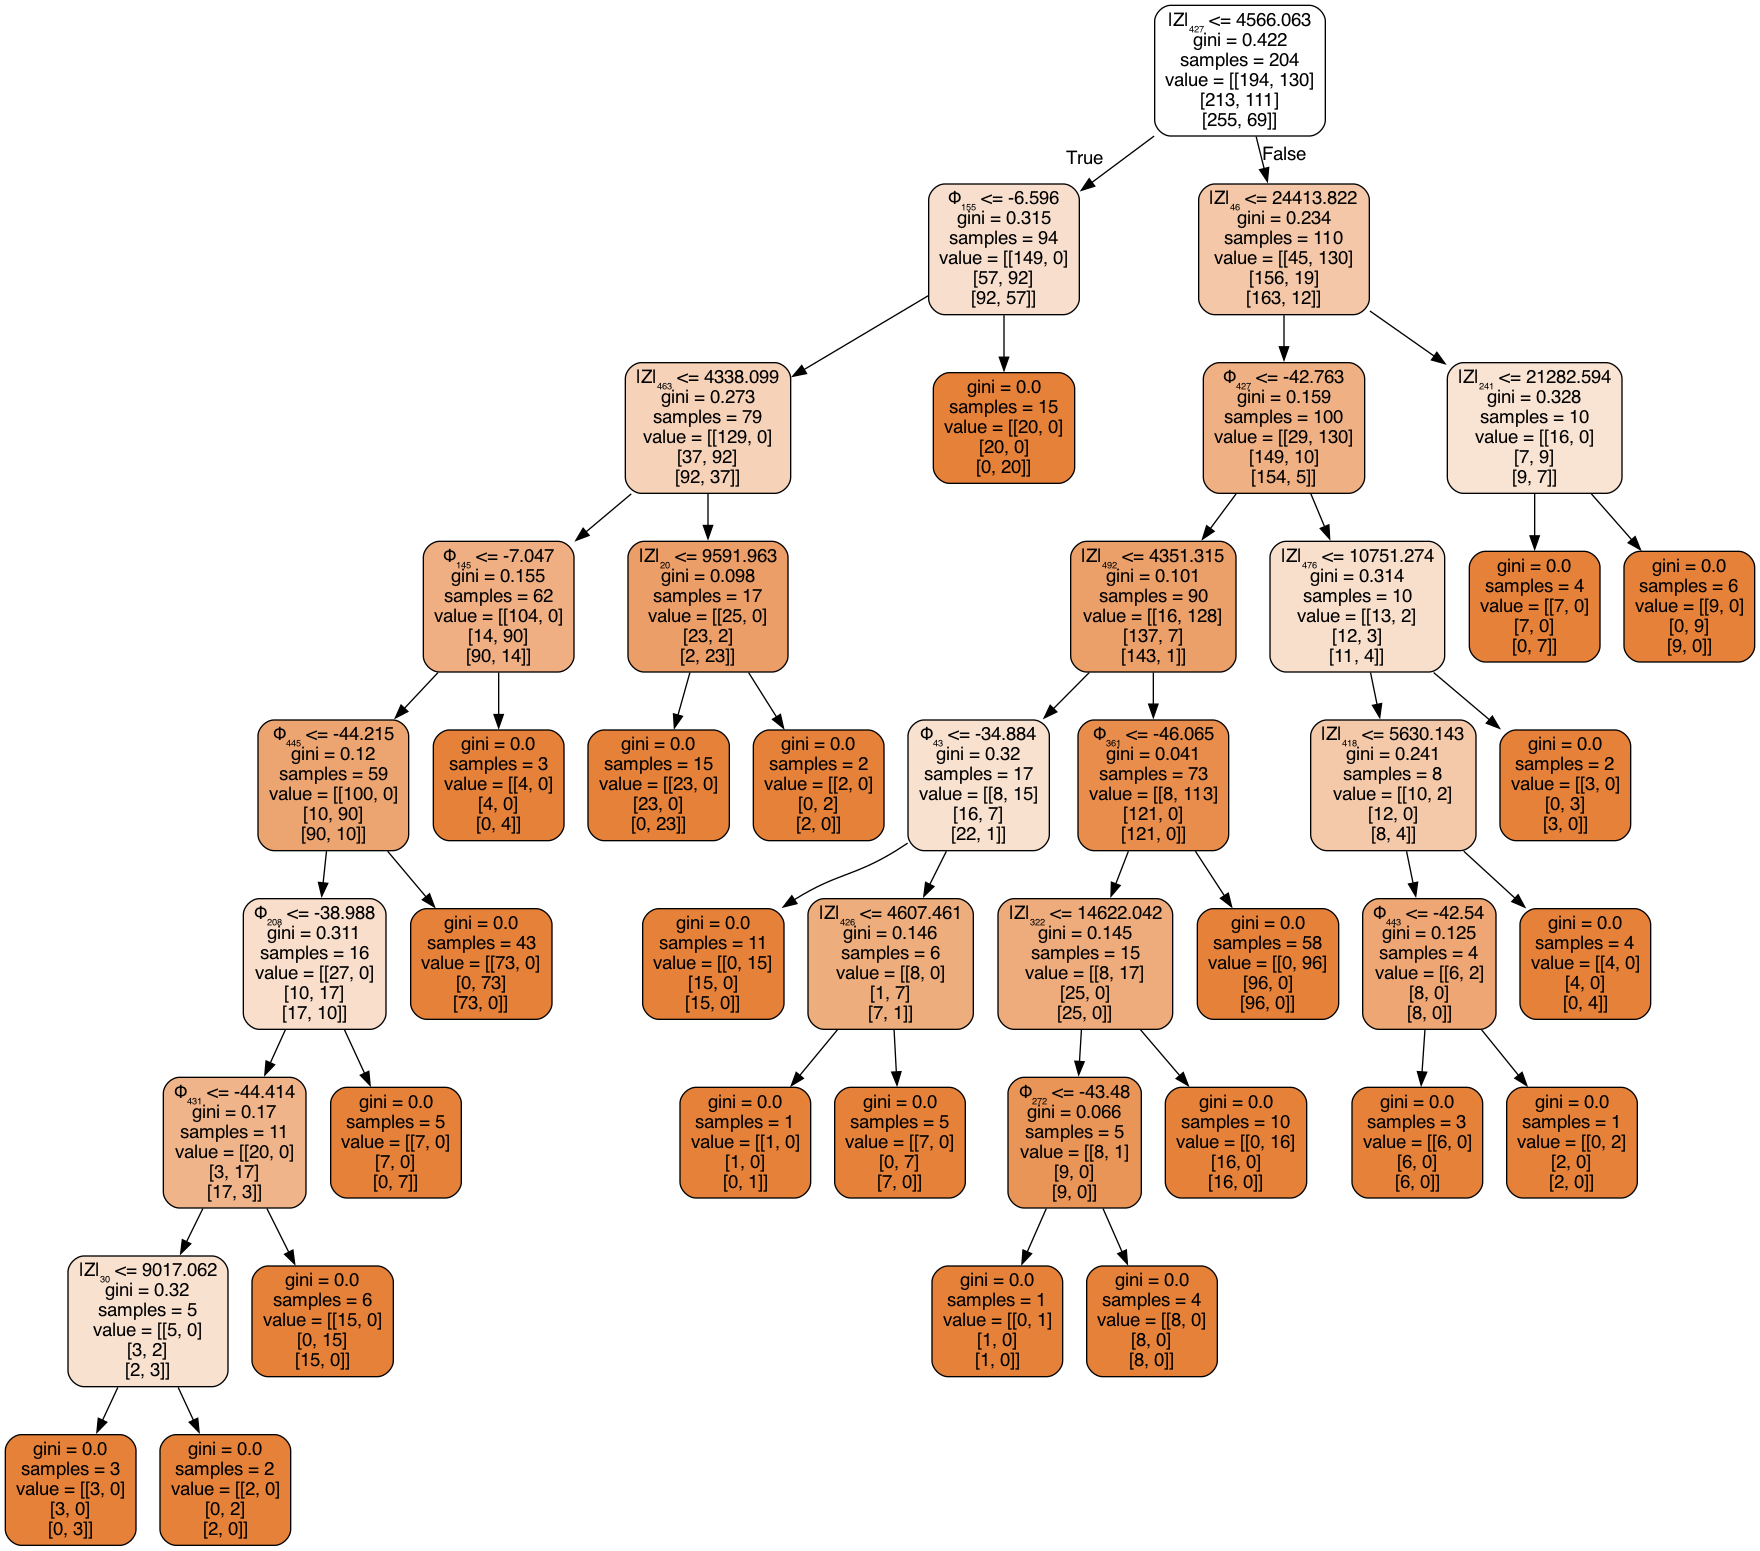 |Z|₄₂₇ <= 4566.063
gini = 0.422
samples = 204
value = [[194, 130]
[213, 111]
[255, 69]]
True
False
Φ₁₅₅ <= -6.596
gini = 0.315
samples = 94
value = [[149, 0]
[57, 92]
[92, 57]]
|Z|₄₆ <= 24413.822
gini = 0.234
samples = 110
value = [[45, 130]
[156, 19]
[163, 12]]
|Z|₄₆₃ <= 4338.099
gini = 0.273
samples = 79
value = [[129, 0]
[37, 92]
[92, 37]]
gini = 0.0
samples = 15
value = [[20, 0]
[20, 0]
[0, 20]]
Φ₄₂₇ <= -42.763
gini = 0.159
samples = 100
value = [[29, 130]
[149, 10]
[154, 5]]
|Z|₂₄₁ <= 21282.594
gini = 0.328
samples = 10
value = [[16, 0]
[7, 9]
[9, 7]]
Φ₁₄₅ <= -7.047
gini = 0.155
samples = 62
value = [[104, 0]
[14, 90]
[90, 14]]
|Z|₂₀ <= 9591.963
gini = 0.098
samples = 17
value = [[25, 0]
[23, 2]
[2, 23]]
|Z|₄₉₂ <= 4351.315
gini = 0.101
samples = 90
value = [[16, 128]
[137, 7]
[143, 1]]
|Z|₄₇₆ <= 10751.274
gini = 0.314
samples = 10
value = [[13, 2]
[12, 3]
[11, 4]]
gini = 0.0
samples = 4
value = [[7, 0]
[7, 0]
[0, 7]]
gini = 0.0
samples = 6
value = [[9, 0]
[0, 9]
[9, 0]]
Φ₄₄₅ <= -44.215
gini = 0.12
samples = 59
value = [[100, 0]
[10, 90]
[90, 10]]
gini = 0.0
samples = 3
value = [[4, 0]
[4, 0]
[0, 4]]
gini = 0.0
samples = 15
value = [[23, 0]
[23, 0]
[0, 23]]
gini = 0.0
samples = 2
value = [[2, 0]
[0, 2]
[2, 0]]
Φ₄₃ <= -34.884
gini = 0.32
samples = 17
value = [[8, 15]
[16, 7]
[22, 1]]
Φ₃₆₁ <= -46.065
gini = 0.041
samples = 73
value = [[8, 113]
[121, 0]
[121, 0]]
|Z|₄₁₈ <= 5630.143
gini = 0.241
samples = 8
value = [[10, 2]
[12, 0]
[8, 4]]
gini = 0.0
samples = 2
value = [[3, 0]
[0, 3]
[3, 0]]
Φ₂₀₈ <= -38.988
gini = 0.311
samples = 16
value = [[27, 0]
[10, 17]
[17, 10]]
gini = 0.0
samples = 43
value = [[73, 0]
[0, 73]
[73, 0]]
gini = 0.0
samples = 11
value = [[0, 15]
[15, 0]
[15, 0]]
|Z|₄₂₆ <= 4607.461
gini = 0.146
samples = 6
value = [[8, 0]
[1, 7]
[7, 1]]
|Z|₃₂₂ <= 14622.042
gini = 0.145
samples = 15
value = [[8, 17]
[25, 0]
[25, 0]]
gini = 0.0
samples = 58
value = [[0, 96]
[96, 0]
[96, 0]]
Φ₄₄₃ <= -42.54
gini = 0.125
samples = 4
value = [[6, 2]
[8, 0]
[8, 0]]
gini = 0.0
samples = 4
value = [[4, 0]
[4, 0]
[0, 4]]
Φ₄₃₁ <= -44.414
gini = 0.17
samples = 11
value = [[20, 0]
[3, 17]
[17, 3]]
gini = 0.0
samples = 5
value = [[7, 0]
[7, 0]
[0, 7]]
gini = 0.0
samples = 1
value = [[1, 0]
[1, 0]
[0, 1]]
gini = 0.0
samples = 5
value = [[7, 0]
[0, 7]
[7, 0]]
Φ₂₇₂ <= -43.48
gini = 0.066
samples = 5
value = [[8, 1]
[9, 0]
[9, 0]]
gini = 0.0
samples = 10
value = [[0, 16]
[16, 0]
[16, 0]]
gini = 0.0
samples = 3
value = [[6, 0]
[6, 0]
[6, 0]]
gini = 0.0
samples = 1
value = [[0, 2]
[2, 0]
[2, 0]]
|Z|₃₀ <= 9017.062
gini = 0.32
samples = 5
value = [[5, 0]
[3, 2]
[2, 3]]
gini = 0.0
samples = 6
value = [[15, 0]
[0, 15]
[15, 0]]
gini = 0.0
samples = 1
value = [[0, 1]
[1, 0]
[1, 0]]
gini = 0.0
samples = 4
value = [[8, 0]
[8, 0]
[8, 0]]
gini = 0.0
samples = 3
value = [[3, 0]
[3, 0]
[0, 3]]
gini = 0.0
samples = 2
value = [[2, 0]
[0, 2]
[2, 0]]